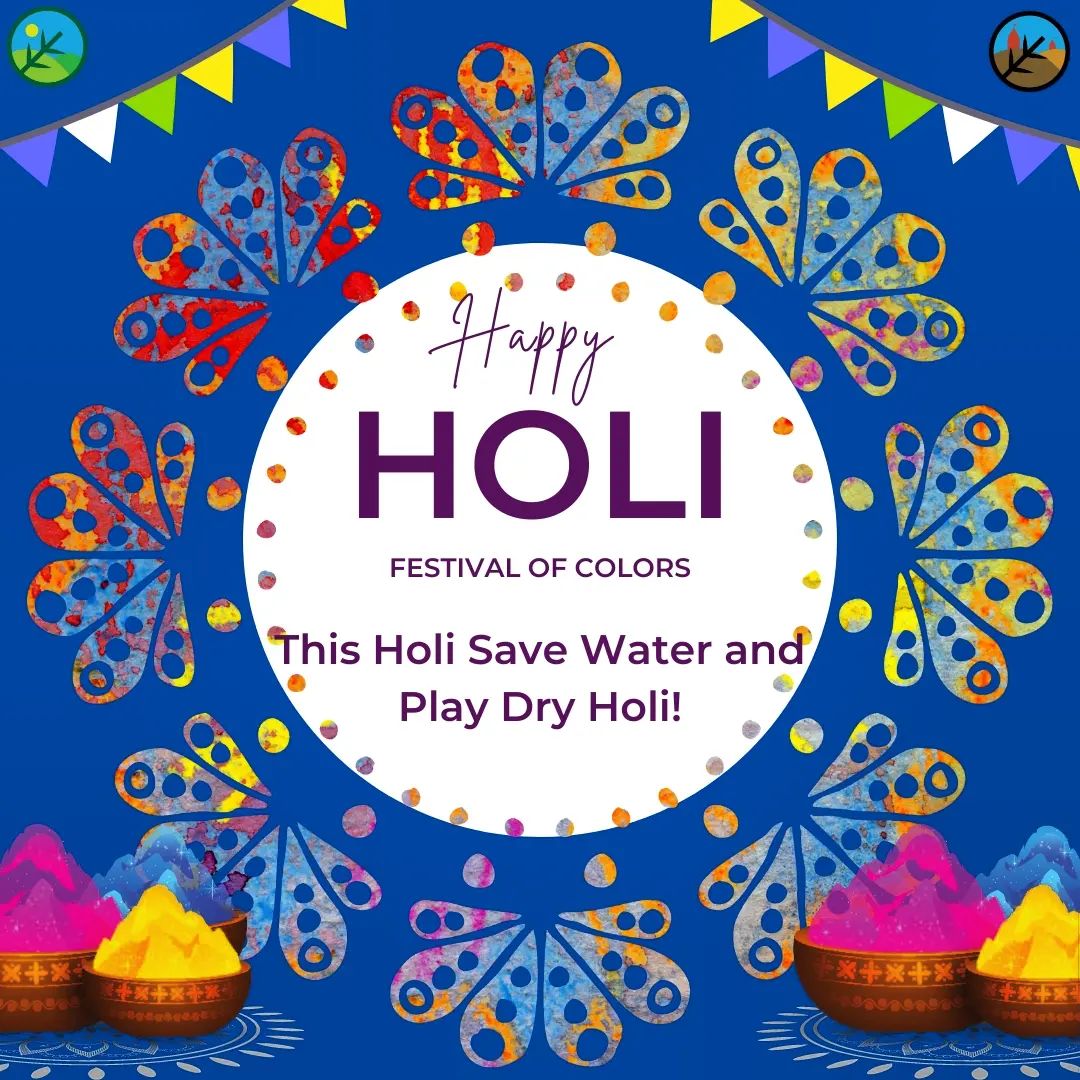 Happy
HOLI
FESTIVAL OF COLORS
This Holi Save Water and
Play Dry Holi!